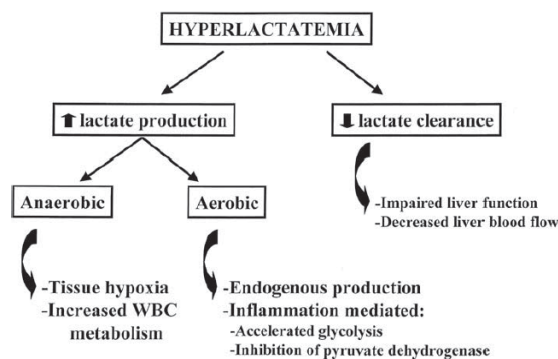 HYPERLACTATEMIA
⬆ lactate production
⬇ lactate clearance
Anaerobic
Aerobic
-Impaired liver function
-Decreased liver blood flow
-Tissue hypoxia
-Increased WBC
metabolism
-Endogenous production
-Inflammation mediated:
-Accelerated glycolysis
-Inhibition of pyruvate dehydrogenase